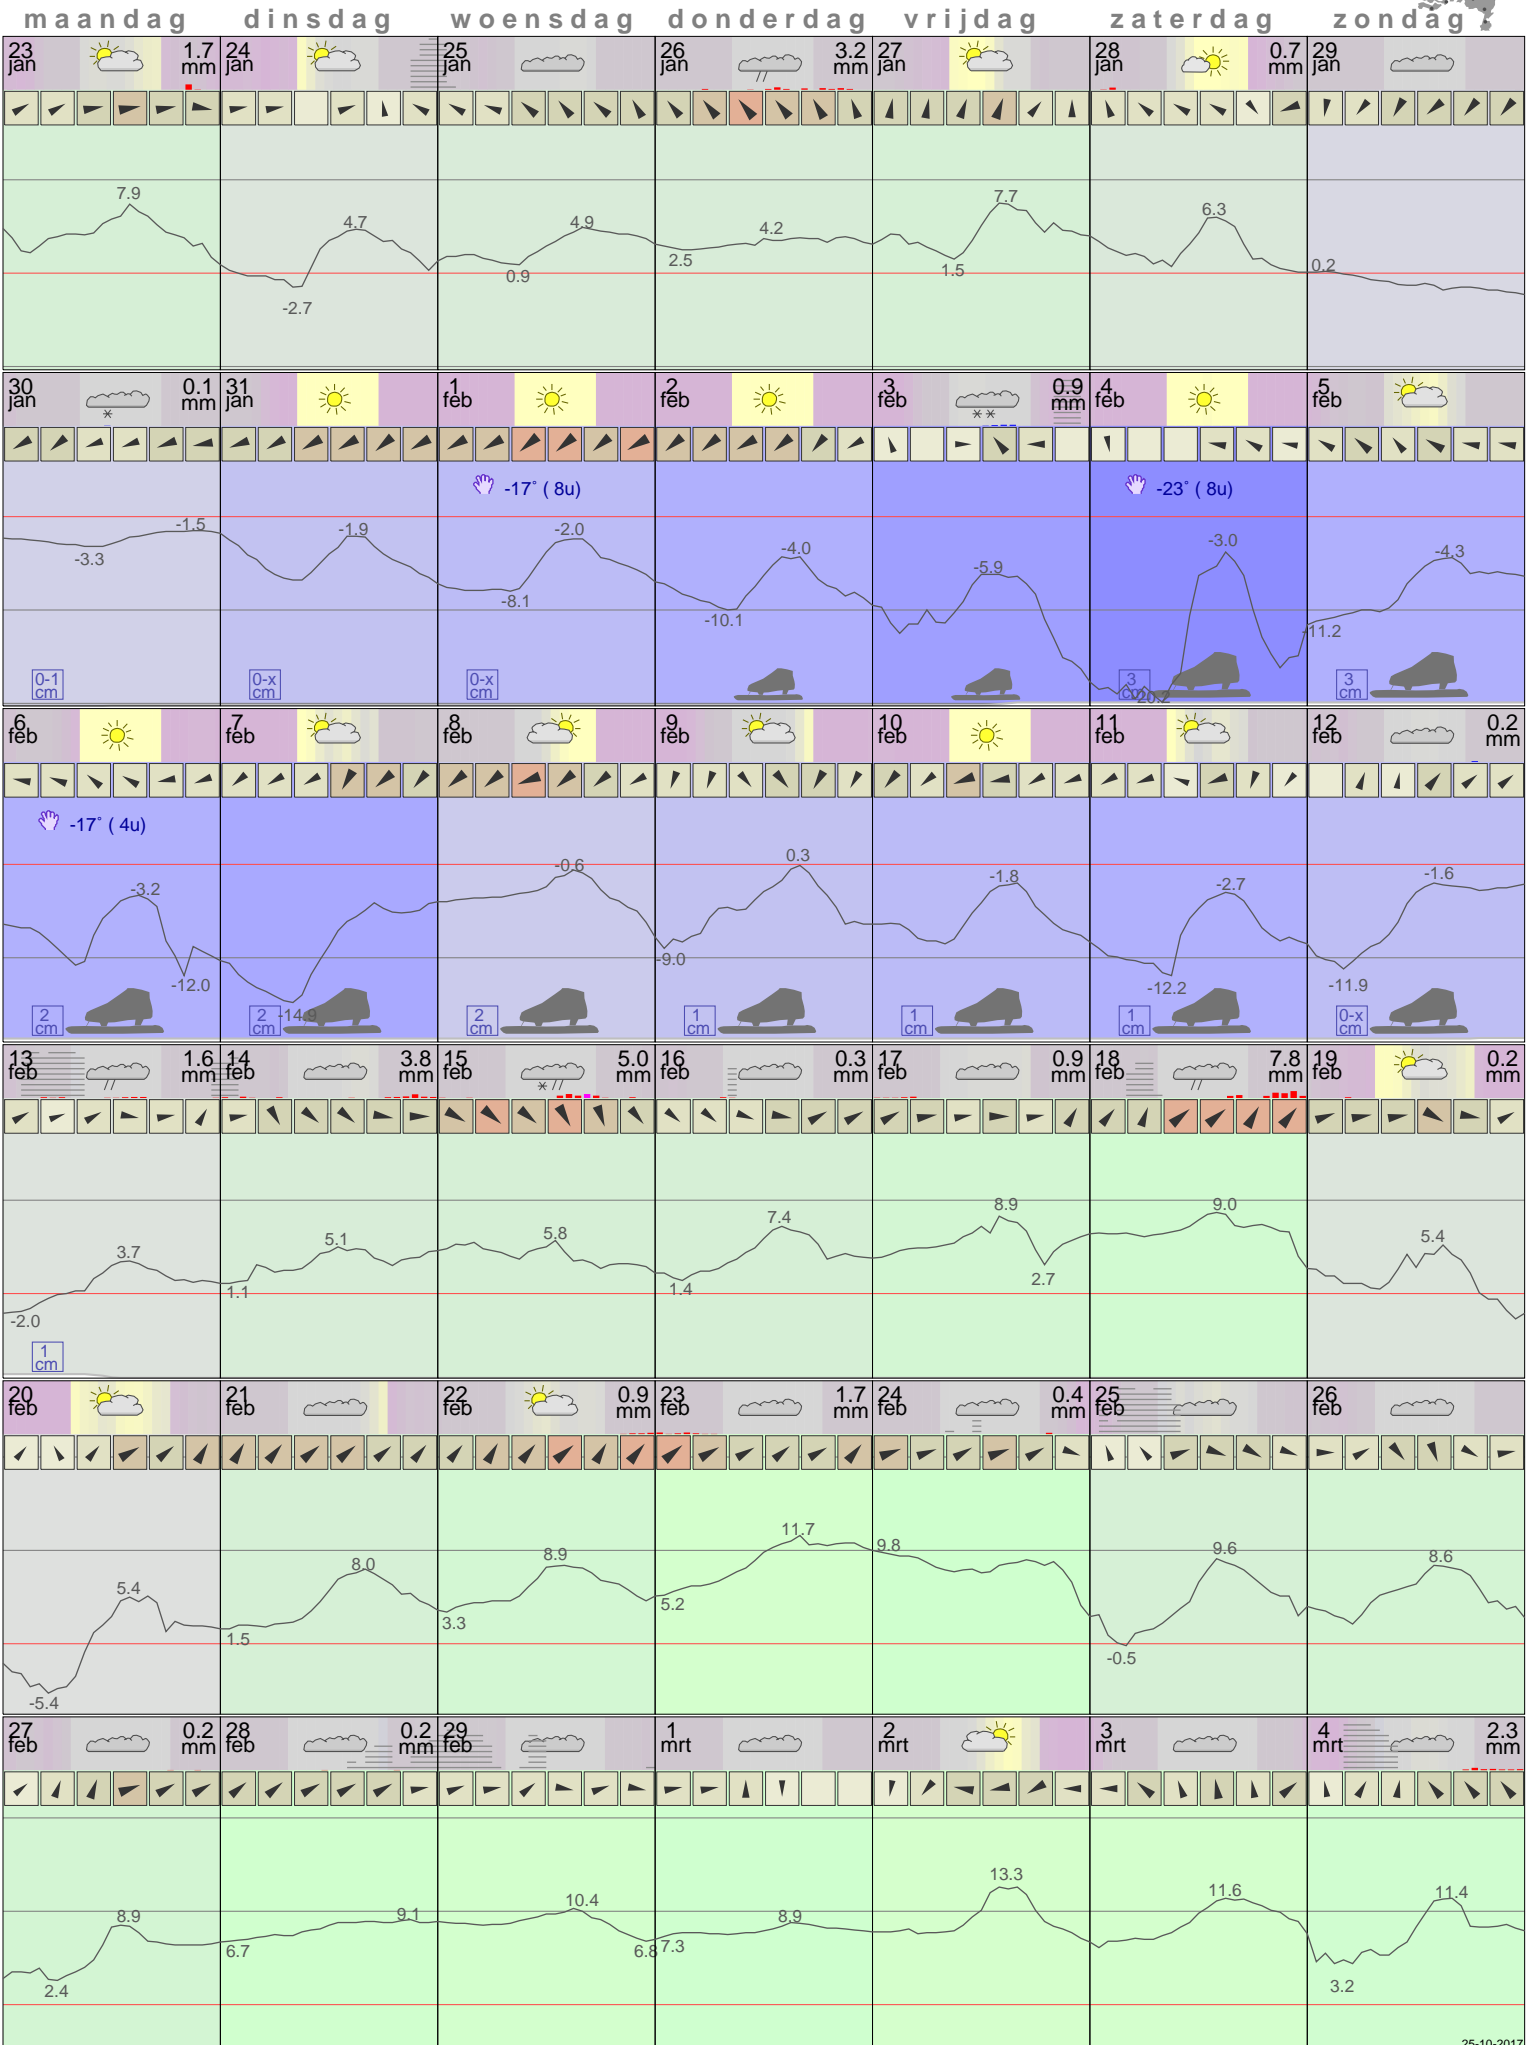 maandag dinsdag woensdag donderdag vrijdag zaterdag zondag
23 1.7 24 25 26 3.2 27 28 0.7 29
jan mm jan jan jan mm jan jan mm jan
7.9 4.7 4.9 4.2 7.7 6.3
-2.7 0.9 2.5 1.5 0.2
30 0.1 31 1 2 3 0.9 4 5
jan mm jan feb feb feb mm feb feb
-17° ( 8u) -23° ( 8u)
-1.5 -1.9 -2.0 -4.0 -5.9 -3.0 -4.3
-3.3 -8.1 -10.1 -20.2 -11.2
0-1 0-x 0-x 3 3
cm cm cm cm cm
6 7 8 9 10 11 12 0.2
feb feb feb feb feb feb feb mm
-17° ( 4u)
-3.2 -0.6 0.3 -1.8 -2.7 -1.6
-12.0 -14.9 -9.0 -12.2 -11.9
2 2 2 1 1 1 0-x
cm cm cm cm cm cm cm
13 1.6 14 3.8 15 5.0 16 0.3 17 0.9 18 7.8 19 0.2
feb mm feb mm feb mm feb mm feb mm feb mm feb mm
3.7 5.1 5.8 7.4 8.9 9.0 5.4
-2.0 1.1 1.4 2.7
1
cm
20 21 22 0.9 23 1.7 24 0.4 25 26
feb feb feb mm feb mm feb mm feb feb
5.4 8.0 8.9 11.7 9.8 9.6 8.6
-5.4 1.5 3.3 5.2 -0.5
27 0.2 28 0.2 29 1 2 3 4 2.3
feb mm feb mm feb mrt mrt mrt mrt mm
8.9 9.1 10.4 8.9 13.3 11.6 11.4
2.4 6.7 6.8 7.3 3.2
25-10-2017